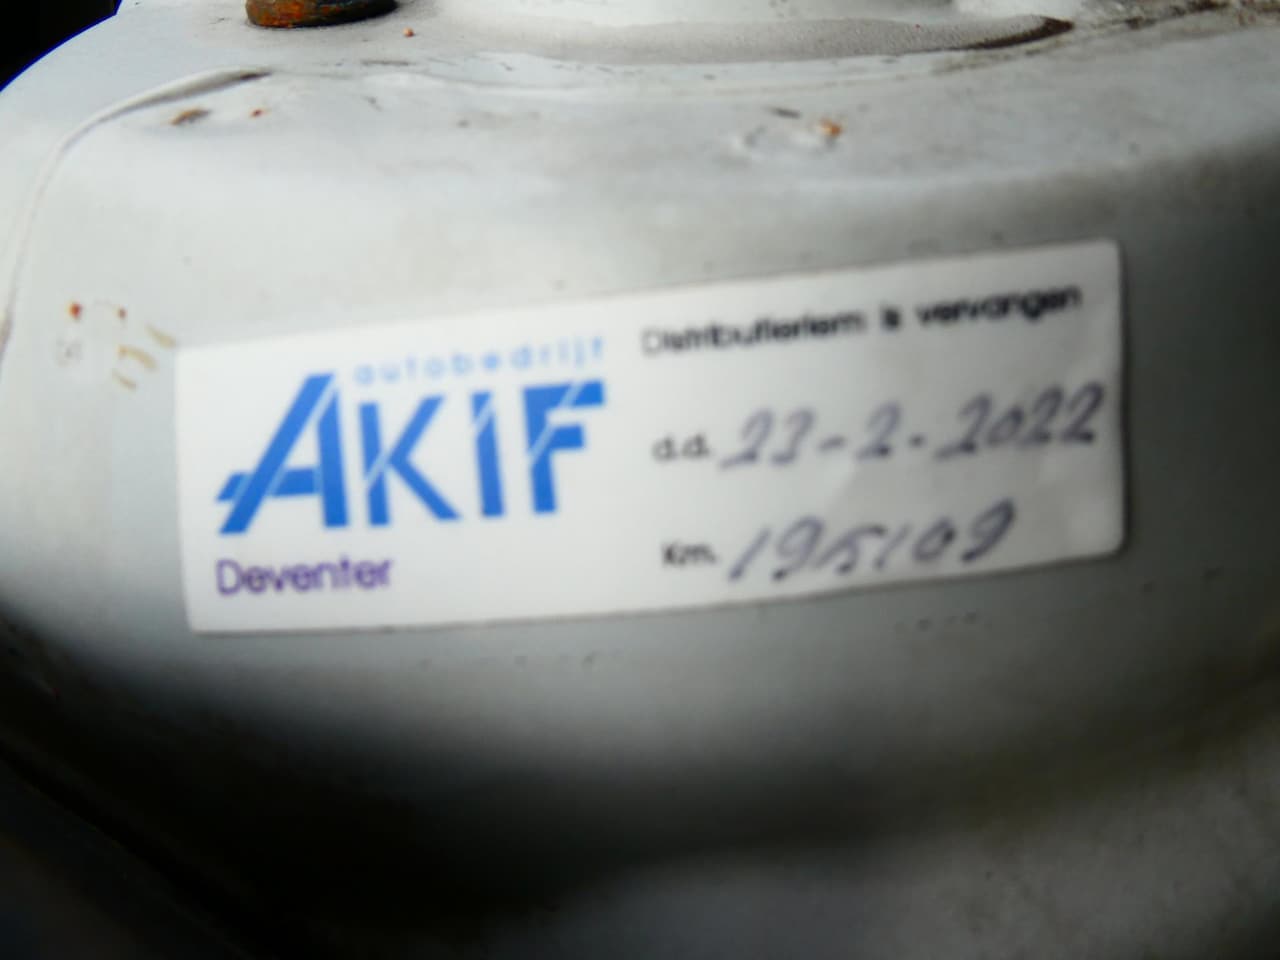 autobedrijf
AKIF
Deventer
Distributieriem is vervangen
d.d. 23-2-2022
Km. 195109